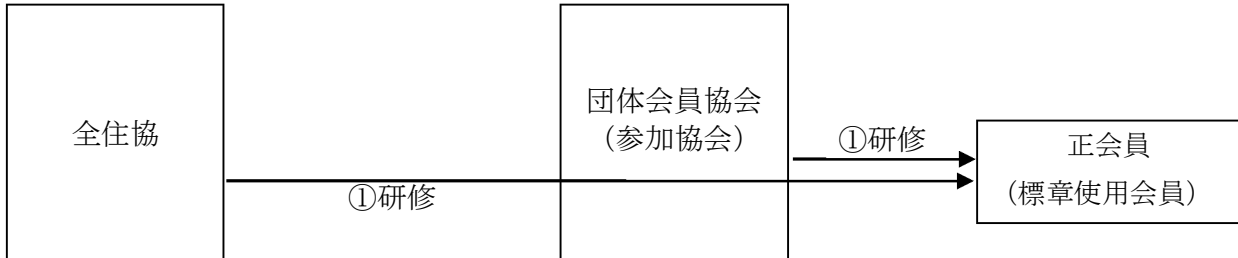 全住協
①研修
団体会員協会
(参加協会)
①研修
正会員
(標章使用会員)